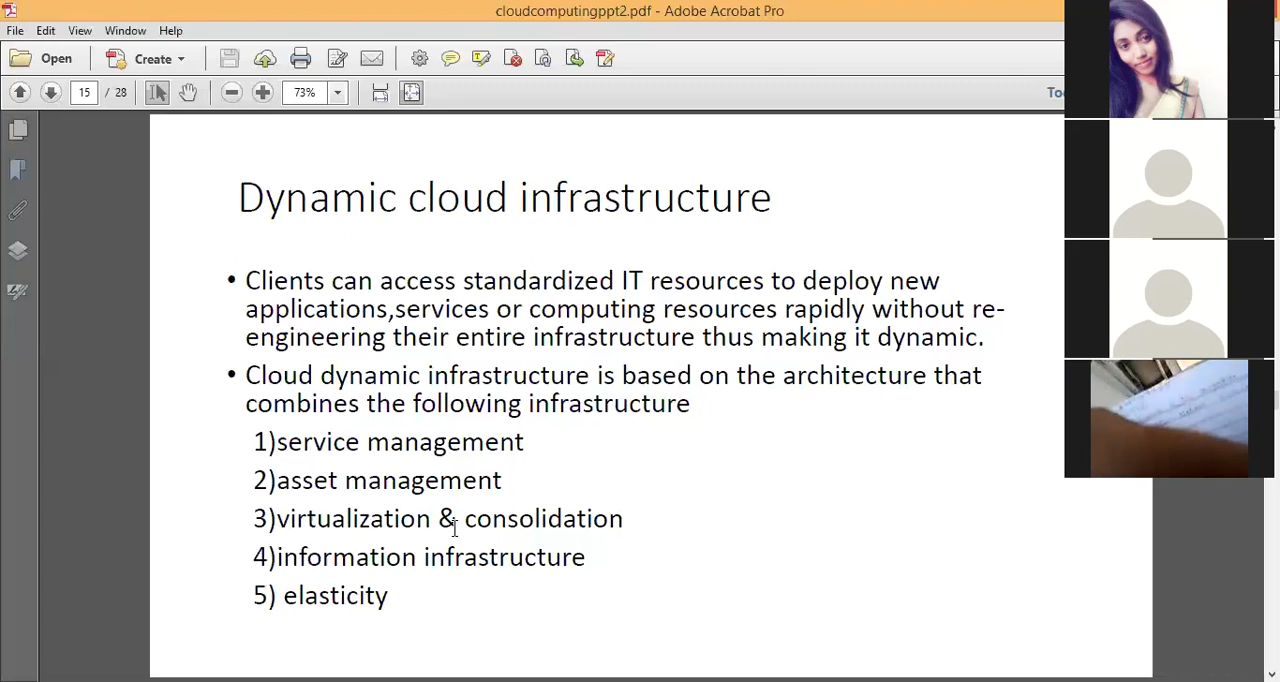 cloudcomputingppt2.pdf - Adobe Acrobat Pro
File Edit View Window Help
Open Create
15 / 28 73%
Dynamic cloud infrastructure
• Clients can access standardized IT resources to deploy new
applications,services or computing resources rapidly without re-
engineering their entire infrastructure thus making it dynamic.
• Cloud dynamic infrastructure is based on the architecture that
combines the following infrastructure
1)service management
2)asset management
3)virtualization & consolidation
4)information infrastructure
5) elasticity